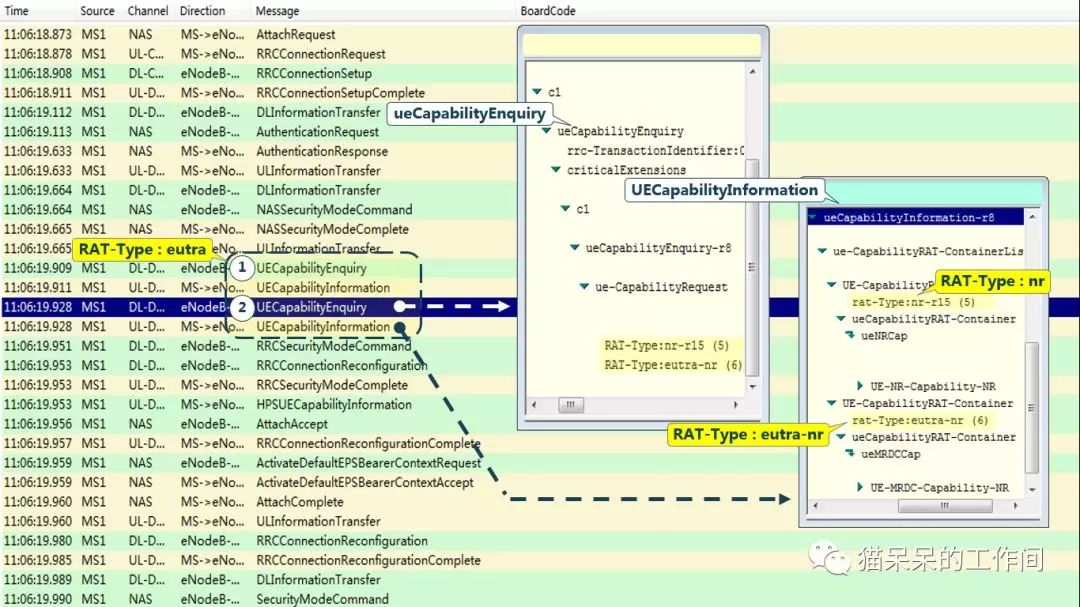 Time Source Channel Direction Message BoardCode
11:06:18.873 MS1 NAS MS->eNo... AttachRequest
11:06:18.878 MS1 UL-C... MS->eNo... RRCConnectionRequest
11:06:18.908 MS1 DL-C... eNodeB-... RRCConnectionSetup
11:06:18.911 MS1 UL-D... MS->eNo... RRCConnectionSetupComplete
11:06:19.112 MS1 DL-D... eNodeB-... DLInformationTransfer
11:06:19.113 MS1 NAS eNodeB-... AuthenticationRequest
11:06:19.633 MS1 NAS MS->eNo... AuthenticationResponse
11:06:19.633 MS1 UL-D... MS->eNo... ULInformationTransfer
11:06:19.664 MS1 DL-D... eNodeB-... DLInformationTransfer
11:06:19.664 MS1 NAS eNodeB-... NASSecurityModeCommand
11:06:19.665 MS1 NAS MS->eNo... NASSecurityModeComplete
11:06:19.665 MS1 UL-D... eNo... ULInformationTransfer
RAT-Type : eutra
11:06:19.909 MS1 DL-D... eNodeB- 1 UECapabilityEnquiry
11:06:19.911 MS1 UL-D... MS->eNo... UECapabilityInformation
11:06:19.928 MS1 DL-D... eNodeB- 2 UECapabilityEnquiry
11:06:19.928 MS1 UL-D... MS->eNo... UECapabilityInformation
11:06:19.951 MS1 DL-D... eNodeB-... RRCSecurityModeCommand
11:06:19.953 MS1 DL-D... eNodeB-... RRCConnectionReconfiguration
11:06:19.953 MS1 UL-D... MS->eNo... RRCSecurityModeComplete
11:06:19.953 MS1 UL-D... MS->eNo... HPSUECapabilityInformation
11:06:19.956 MS1 NAS eNodeB-... AttachAccept
11:06:19.957 MS1 UL-D... MS->eNo... RRCConnectionReconfigurationComplete
11:06:19.959 MS1 NAS eNodeB-... ActivateDefaultEPSBearerContextRequest
11:06:19.959 MS1 NAS MS->eNo... ActivateDefaultEPSBearerContextAccept
11:06:19.960 MS1 NAS MS->eNo... AttachComplete
11:06:19.960 MS1 UL-D... MS->eNo... ULInformationTransfer
11:06:19.980 MS1 DL-D... eNodeB-... RRCConnectionReconfiguration
11:06:19.985 MS1 UL-D... MS->eNo... RRCConnectionReconfigurationComplete
11:06:19.989 MS1 DL-D... eNodeB-... DLInformationTransfer
11:06:19.990 MS1 NAS eNodeB-... SecurityModeCommand
ueCapabilityEnquiry
c1
ueCapabilityEnquiry
rrc-TransactionIdentifier:
criticalExtensions
c1
ueCapabilityEnquiry-r8
ue-CapabilityRequest
RAT-Type:nr-r15 (5)
RAT-Type:eutra-nr (6)
UECapabilityInformation
ueCapabilityInformation-r8
ue-CapabilityRAT-ContainerLis
RAT-Type : nr
rat-Type:nr-r15 (5)
ueCapabilityRAT-Container
ueNRCap
UE-NR-Capability-NR
UE-CapabilityRAT-Container
RAT-Type : eutra-nr
rat-Type:eutra-nr (6)
ueCapabilityRAT-Container
ueMRDCCap
UE-MRDC-Capability-NR
猫呆呆的工作间